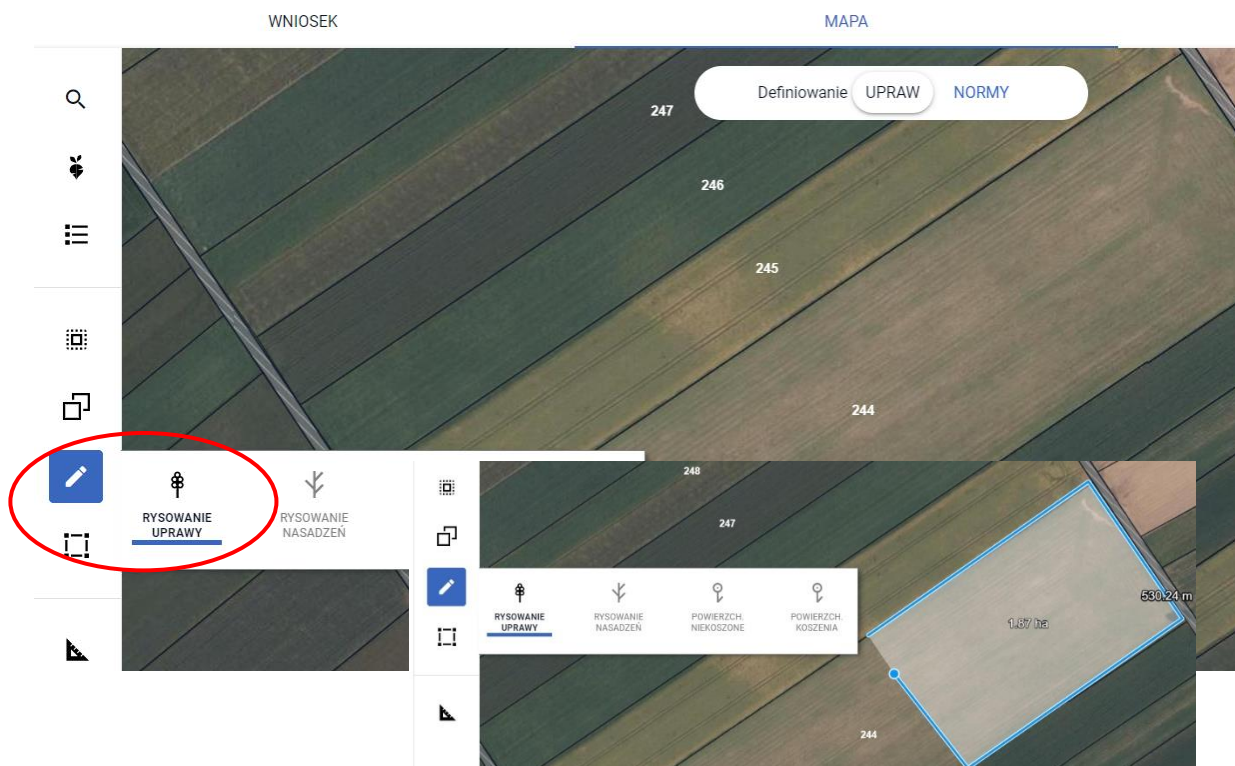 WNIOSEK
MAPA
Definiowanie UPRAW NORMY
247
246
245
244
RYSOWANIE
UPRAWY
RYSOWANIE
NASADZEŃ
248
247
RYSOWANIE
UPRAWY
RYSOWANIE
NASADZEŃ
POWIERZCH.
NIEKOSZONE
POWIERZCH.
KOSZENIA
530.24 m
1.87 ha
244